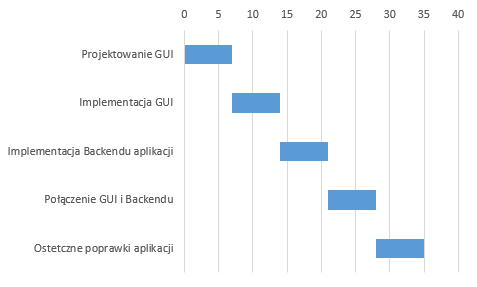 0 5 10 15 20 25 30 35 40
Projektowanie GUI
Implementacja GUI
Implementacja Backendu aplikacji
Połączenie GUI i Backendu
Ostetczne poprawki aplikacji